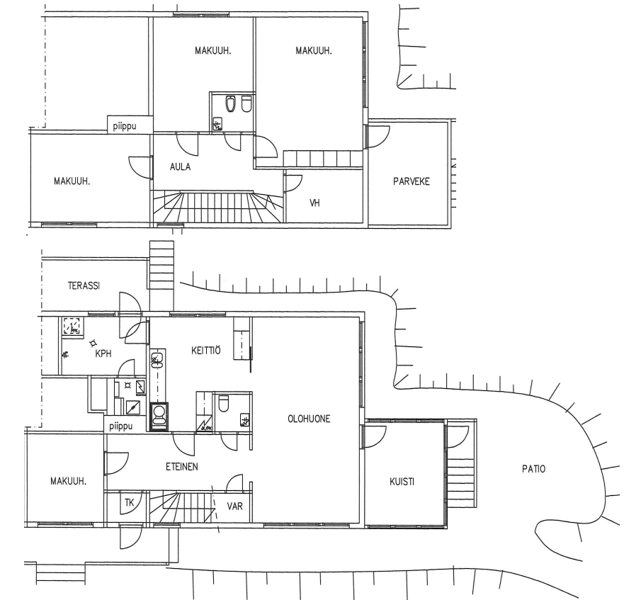 MAKUUH.
MAKUUH.
piippu
AULA
MAKUUH.
PARVEKE
VH
TERASSI
KPH
KEITTIÖ
OLOHUONE
piippu
ETEINEN
MAKUUH.
KUISTI
PATIO
TK
VAR